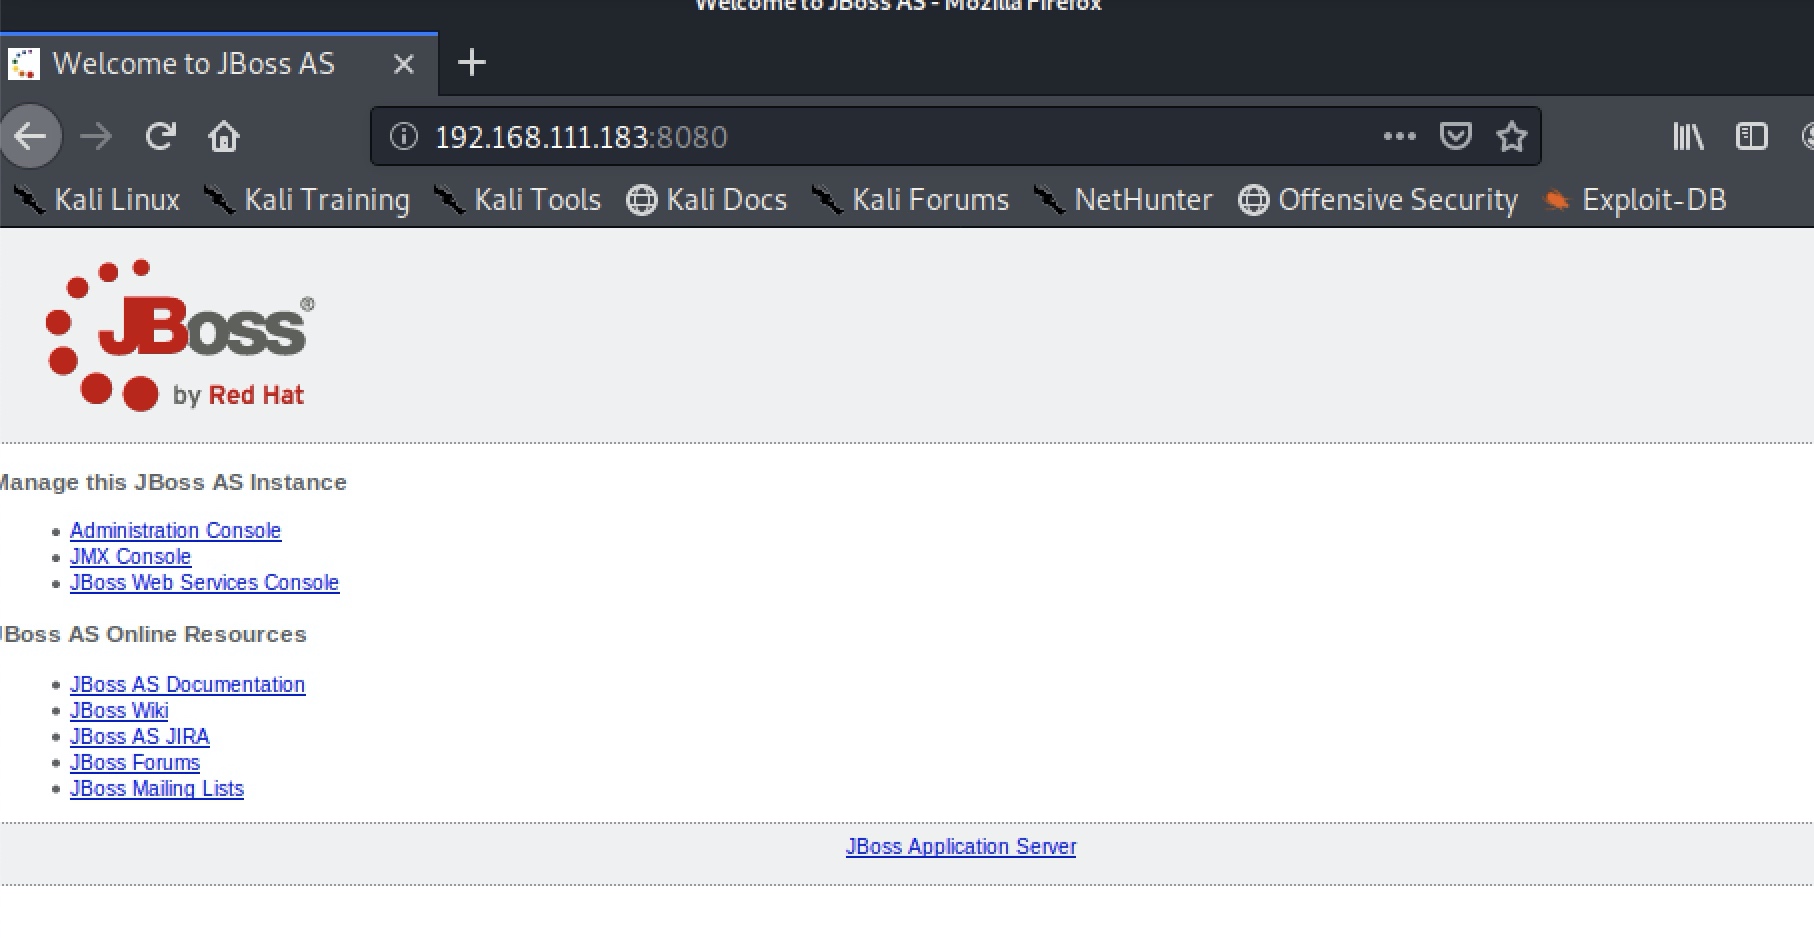 Welcome to JBoss AS - Mozilla Firefox
Welcome to JBoss AS
192.168.111.183:8080
Kali Linux Kali Training Kali Tools Kali Docs Kali Forums NetHunter Offensive Security Exploit-DB
JBoss®
by Red Hat
Manage this JBoss AS Instance
Administration Console
JMX Console
JBoss Web Services Console
JBoss AS Online Resources
JBoss AS Documentation
JBoss Wiki
JBoss AS JIRA
JBoss Forums
JBoss Mailing Lists
JBoss Application Server